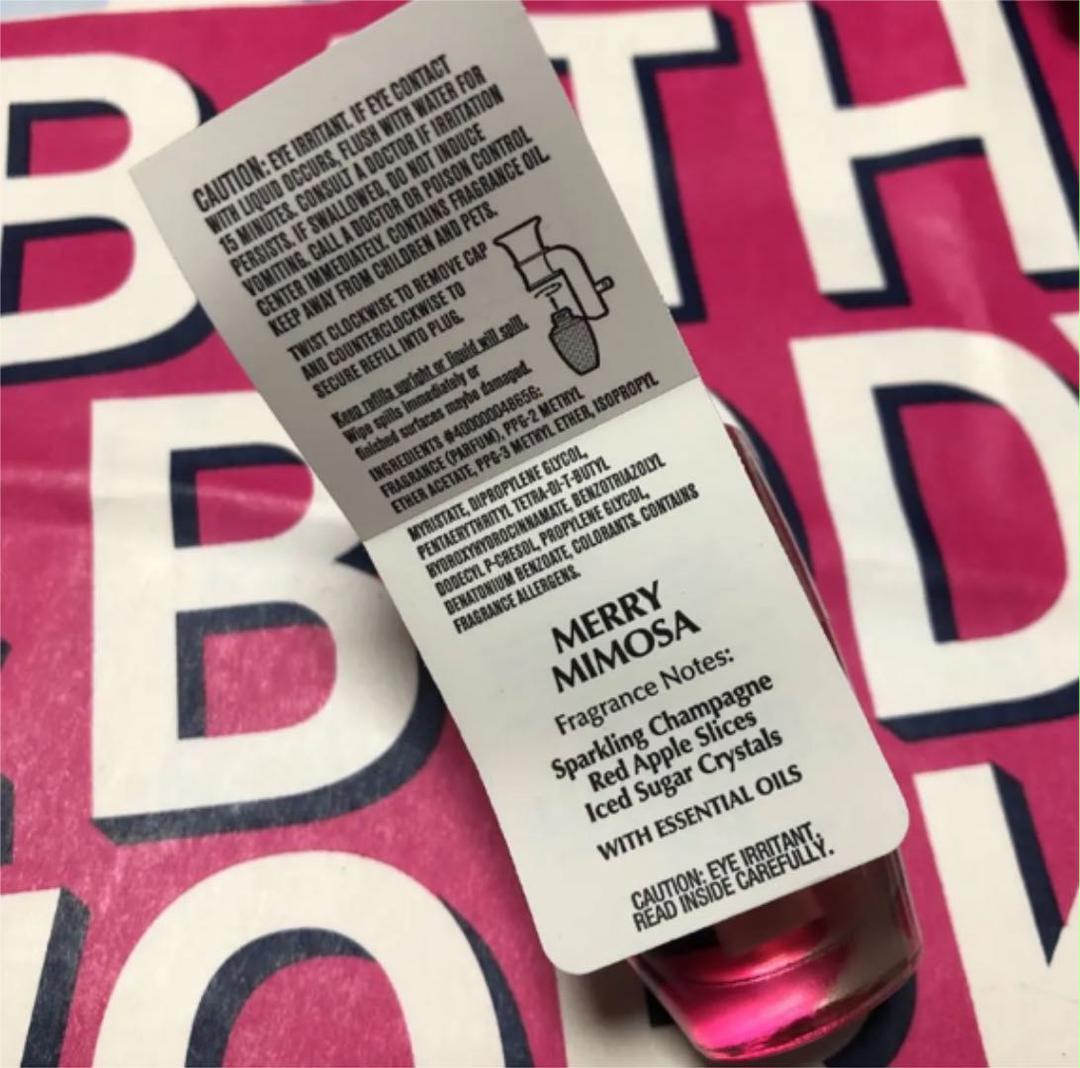 BATH
& BODY
WO
CAUTION: EYE IRRITANT. IF EYE CONTACT
WITH LIQUID OCCURS, FLUSH WITH WATER FOR
15 MINUTES. CONSULT A DOCTOR IF IRRITATION
PERSISTS. IF SWALLOWED, DO NOT INDUCE
VOMITING. CALL A DOCTOR OR POISON CONTROL
CENTER IMMEDIATELY. CONTAINS FRAGRANCE OIL.
KEEP AWAY FROM CHILDREN AND PETS.
TWIST CLOCKWISE TO REMOVE CAP
AND COUNTERCLOCKWISE TO
SECURE REFILL INTO PLUG.
Keep refills upright or liquid will spill.
Wipe spills immediately or
finished surfaces maybe damaged.
INGREDIENTS #400000048656:
FRAGRANCE (PARFUM), PPG-2 METHYL
ETHER ACETATE, PPG-3 METHYL ETHER, ISOPROPYL
MYRISTATE, DIPROPYLENE GLYCOL,
PENTAERYTHRITYL TETRA-DI-T-BUTYL
HYDROXYHYDROCINNAMATE, BENZOTRIAZOLYL
DODECYL P-CRESOL, PROPYLENE GLYCOL,
DENATONIUM BENZOATE, COLORANTS. CONTAINS
FRAGRANCE ALLERGENS.
MERRY
MIMOSA
Fragrance Notes:
Sparkling Champagne
Red Apple Slices
Iced Sugar Crystals
WITH ESSENTIAL OILS
CAUTION: EYE IRRITANT,
READ INSIDE CAREFULLY.